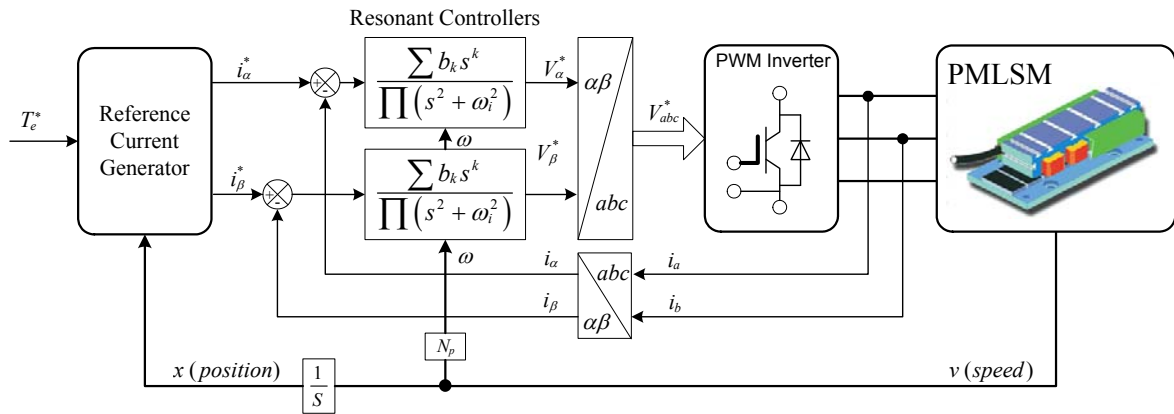 Resonant Controllers
T_e^*
Reference
Current
Generator
i_α^*
i_β^*
+
-
+
-
∑ b_k s^k
∏ (s^2 + ω_i^2)
ω
∑ b_k s^k
∏ (s^2 + ω_i^2)
ω
V_α^*
V_β^*
αβ
abc
V_abc^*
PWM Inverter
PMLSM
i_α
i_β
abc
αβ
i_a
i_b
N_p
x (position)
1
S
v (speed)